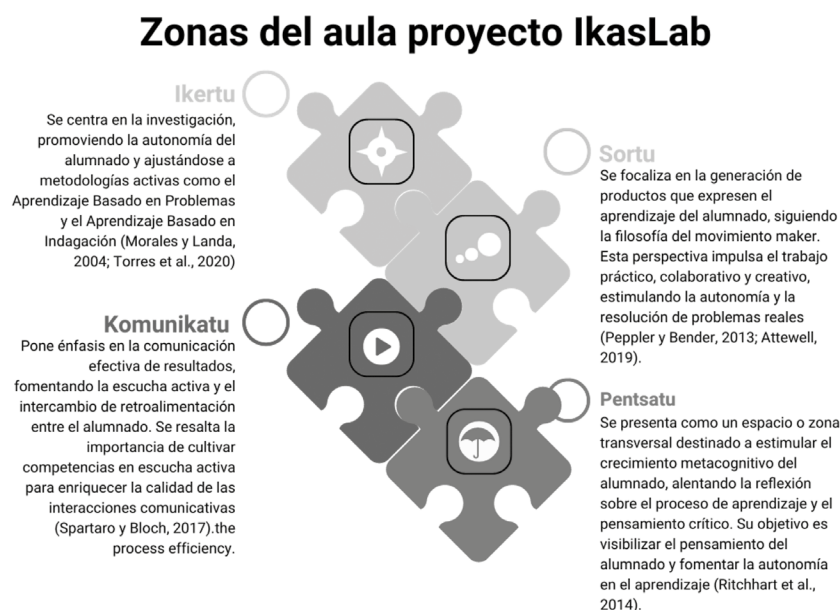 Zonas del aula proyecto IkasLab
Ikertu
Se centra en la investigación,
promoviendo la autonomía del
alumnado y ajustándose a
metodologías activas como el
Aprendizaje Basado en Problemas
y el Aprendizaje Basado en
Indagación (Morales y Landa,
2004; Torres et al., 2020)
Sortu
Se focaliza en la generación de
productos que expresen el
aprendizaje del alumnado, siguiendo
la filosofía del movimiento maker.
Esta perspectiva impulsa el trabajo
práctico, colaborativo y creativo,
estimulando la autonomía y la
resolución de problemas reales
(Peppler y Bender, 2013; Attewell,
2019).
Komunikatu
Pone énfasis en la comunicación
efectiva de resultados,
fomentando la escucha activa y el
intercambio de retroalimentación
entre el alumnado. Se resalta la
importancia de cultivar
competencias en escucha activa
para enriquecer la calidad de las
interacciones comunicativas
(Spartaro y Bloch, 2017).the
process efficiency.
Pentsatu
Se presenta como un espacio o zona
transversal destinado a estimular el
crecimiento metacognitivo del
alumnado, alentando la reflexión
sobre el proceso de aprendizaje y el
pensamiento crítico. Su objetivo es
visibilizar el pensamiento del
alumnado y fomentar la autonomía
en el aprendizaje (Ritchhart et al.,
2014).